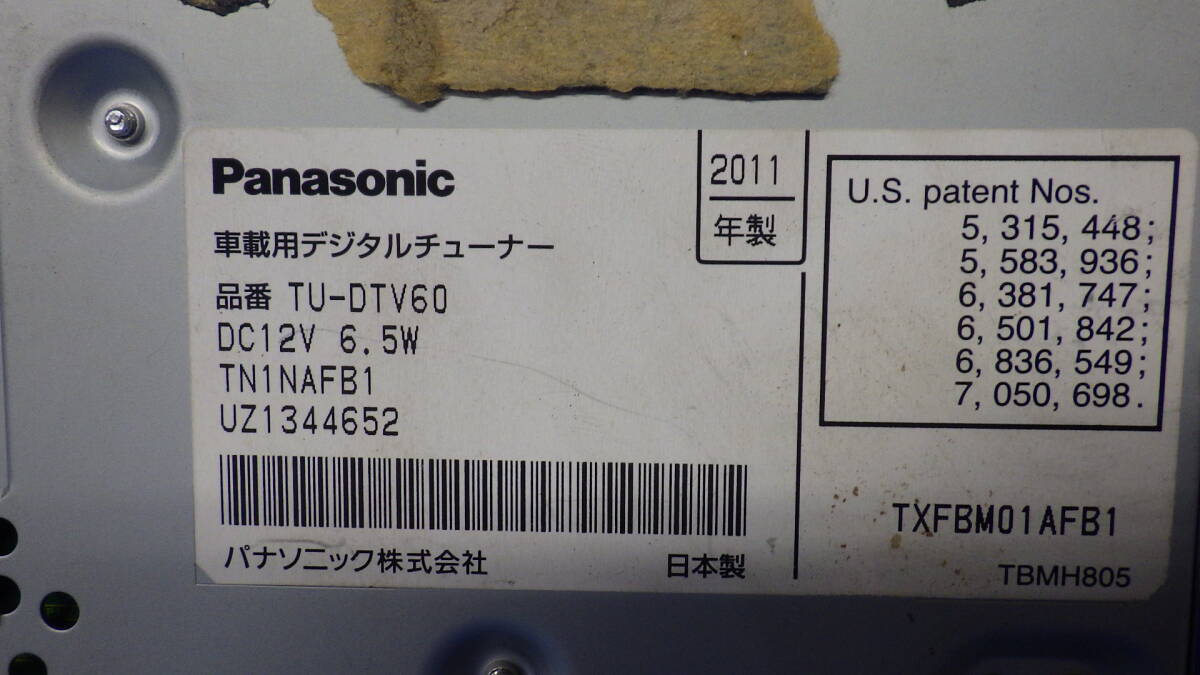 Panasonic
車載用デジタルチューナー
品番 TU-DTV60
DC12V 6.5W
TN1NAFB1
UZ1344652
パナソニック株式会社
日本製
2011
年製
U.S. patent Nos.
5, 315, 448;
5, 583, 936;
6, 381, 747;
6, 501, 842;
6, 836, 549;
7, 050, 698.
TXFBM01AFB1
TBMH805